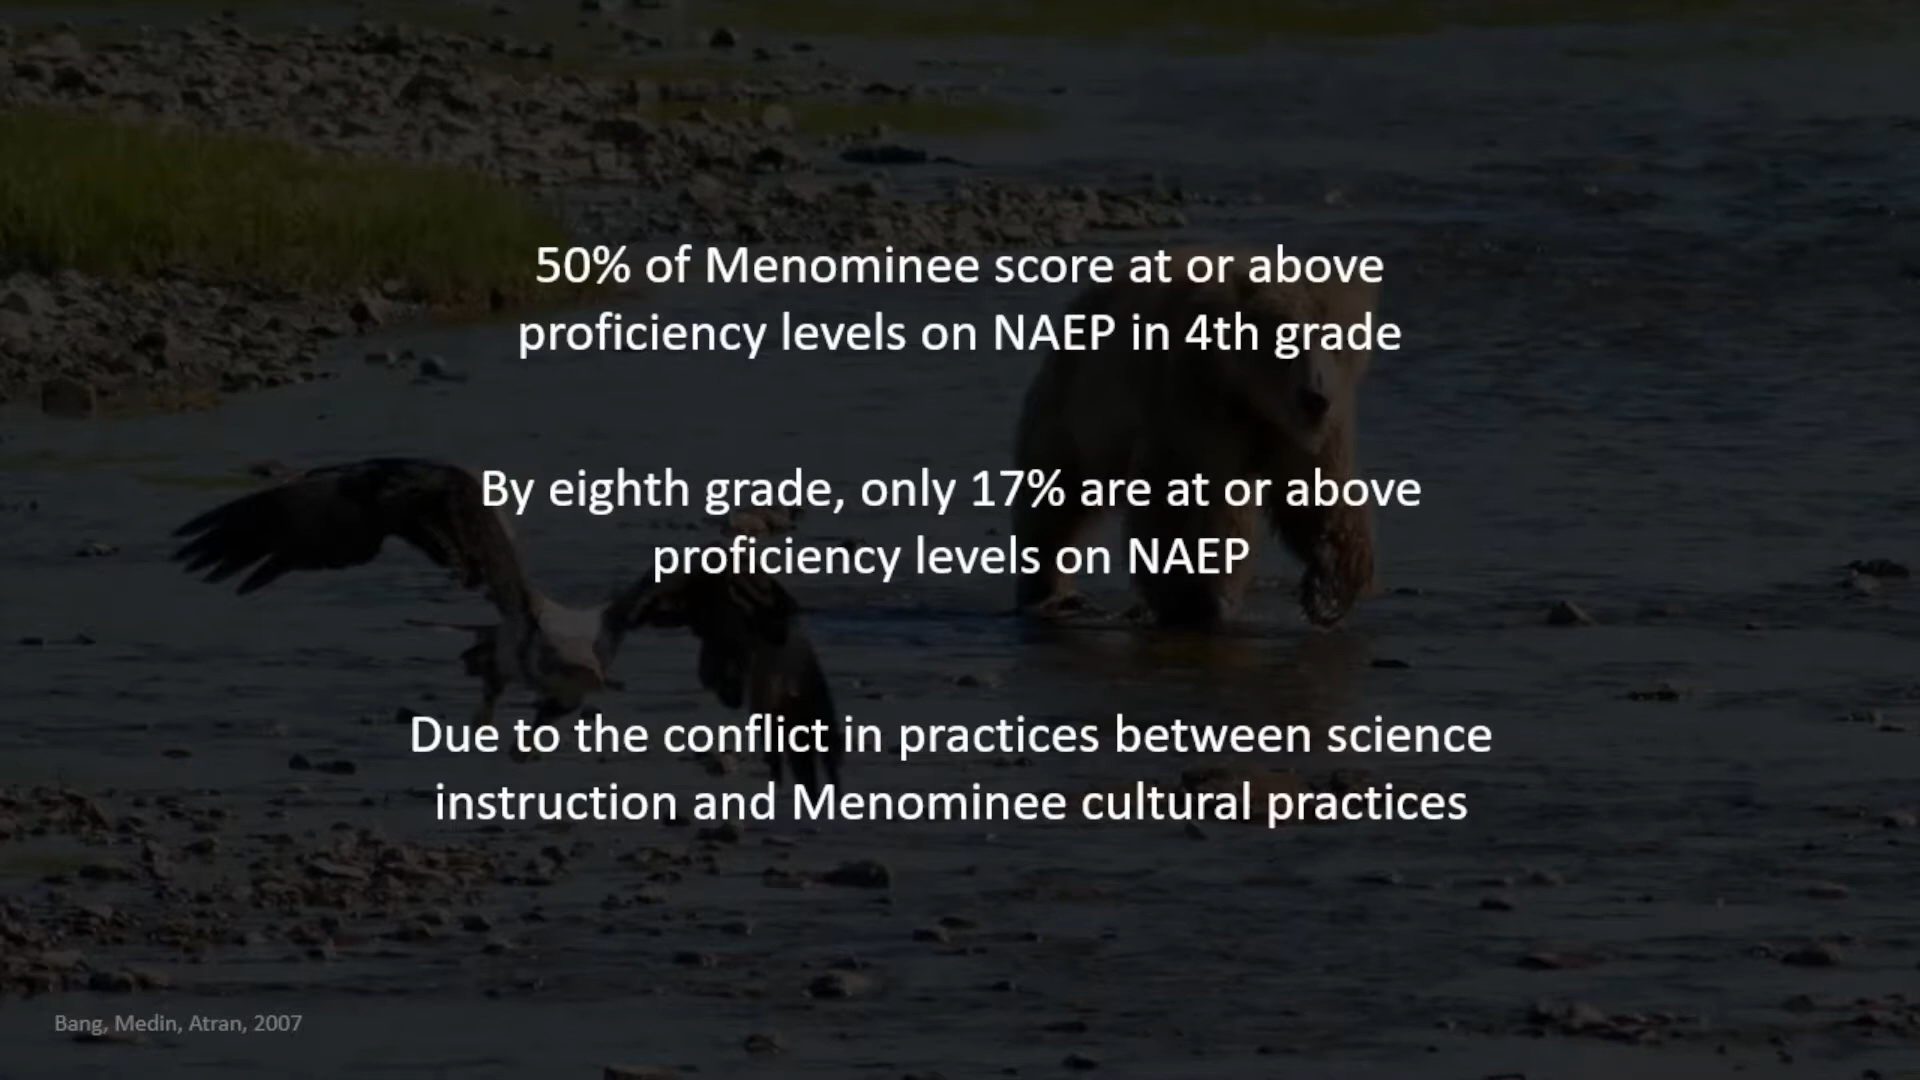 50% of Menominee score at or above
proficiency levels on NAEP in 4th grade
By eighth grade, only 17% are at or above
proficiency levels on NAEP
Due to the conflict in practices between science
instruction and Menominee cultural practices
Bang, Medin, Atran, 2007